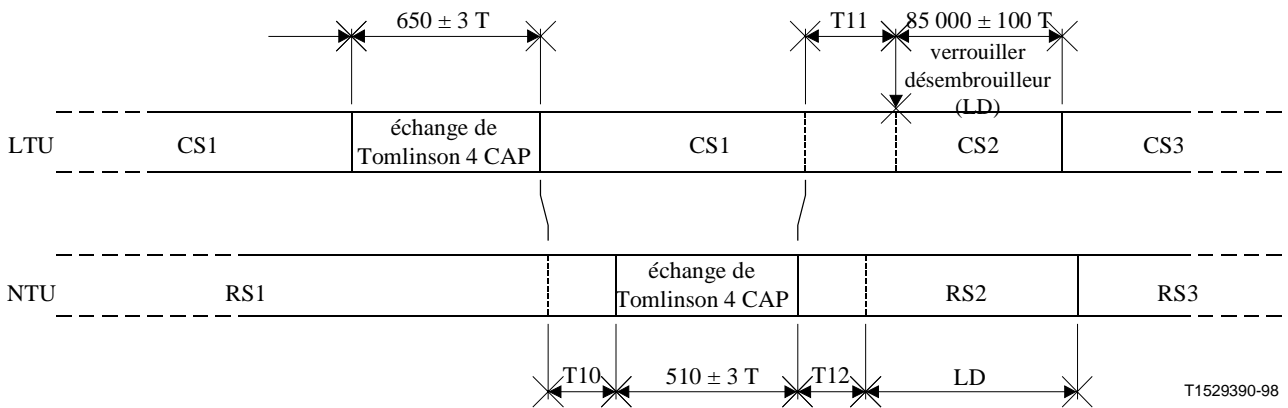 650 ± 3 T
T11
85 000 ± 100 T
verrouiller
désembrouilleur
(LD)
LTU
CS1
échange de
Tomlinson 4 CAP
CS1
CS2
CS3
NTU
RS1
échange de
Tomlinson 4 CAP
RS2
RS3
T10
510 ± 3 T
T12
LD
T1529390-98